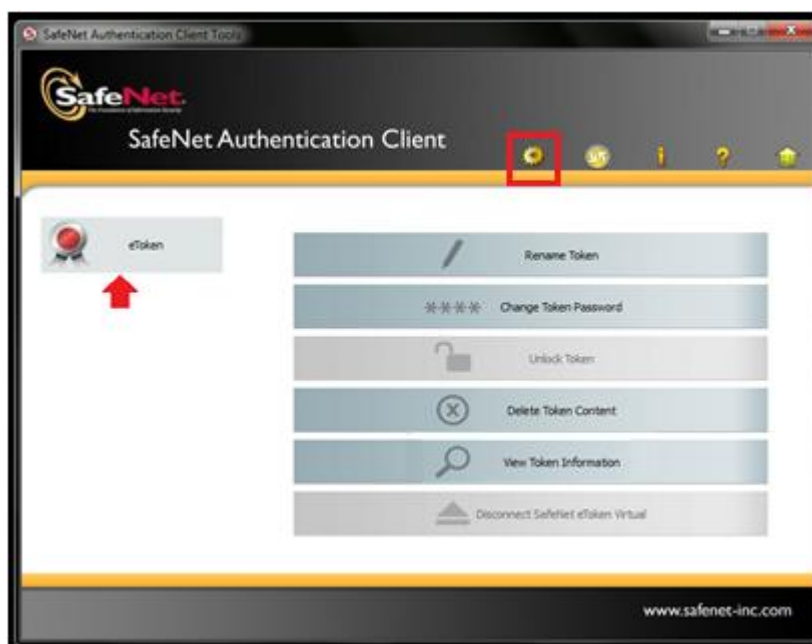 SafeNet Authentication Client Tools
SafeNet.
SafeNet Authentication Client
eToken
Rename Token
**** Change Token Password
Unlock Token
Delete Token Content
View Token Information
Disconnect SafeNet eToken Virtual
www.safenet-inc.com